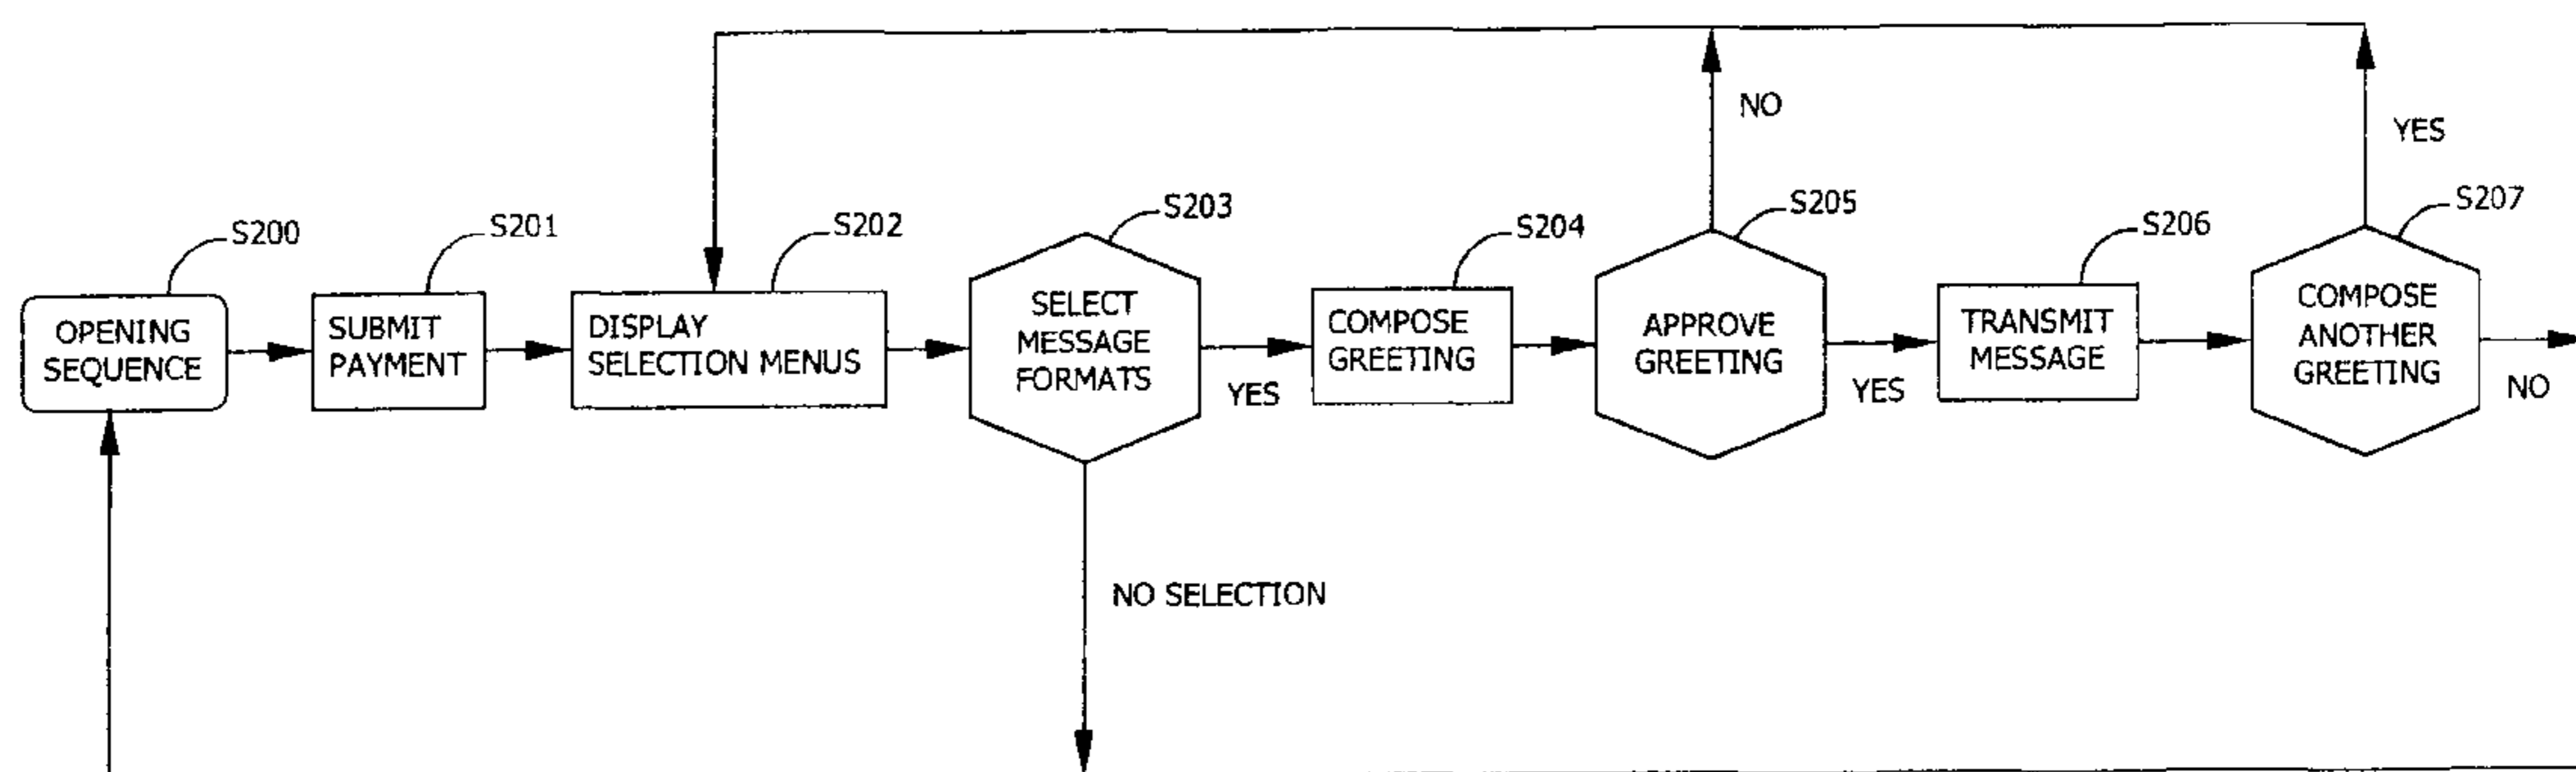 NO
YES
S200
S201
S202
S203
S204
S205
S206
S207
OPENING
SEQUENCE
SUBMIT
PAYMENT
DISPLAY
SELECTION MENUS
SELECT
MESSAGE
FORMATS
YES
COMPOSE
GREETING
APPROVE
GREETING
YES
TRANSMIT
MESSAGE
COMPOSE
ANOTHER
GREETING
NO
NO SELECTION